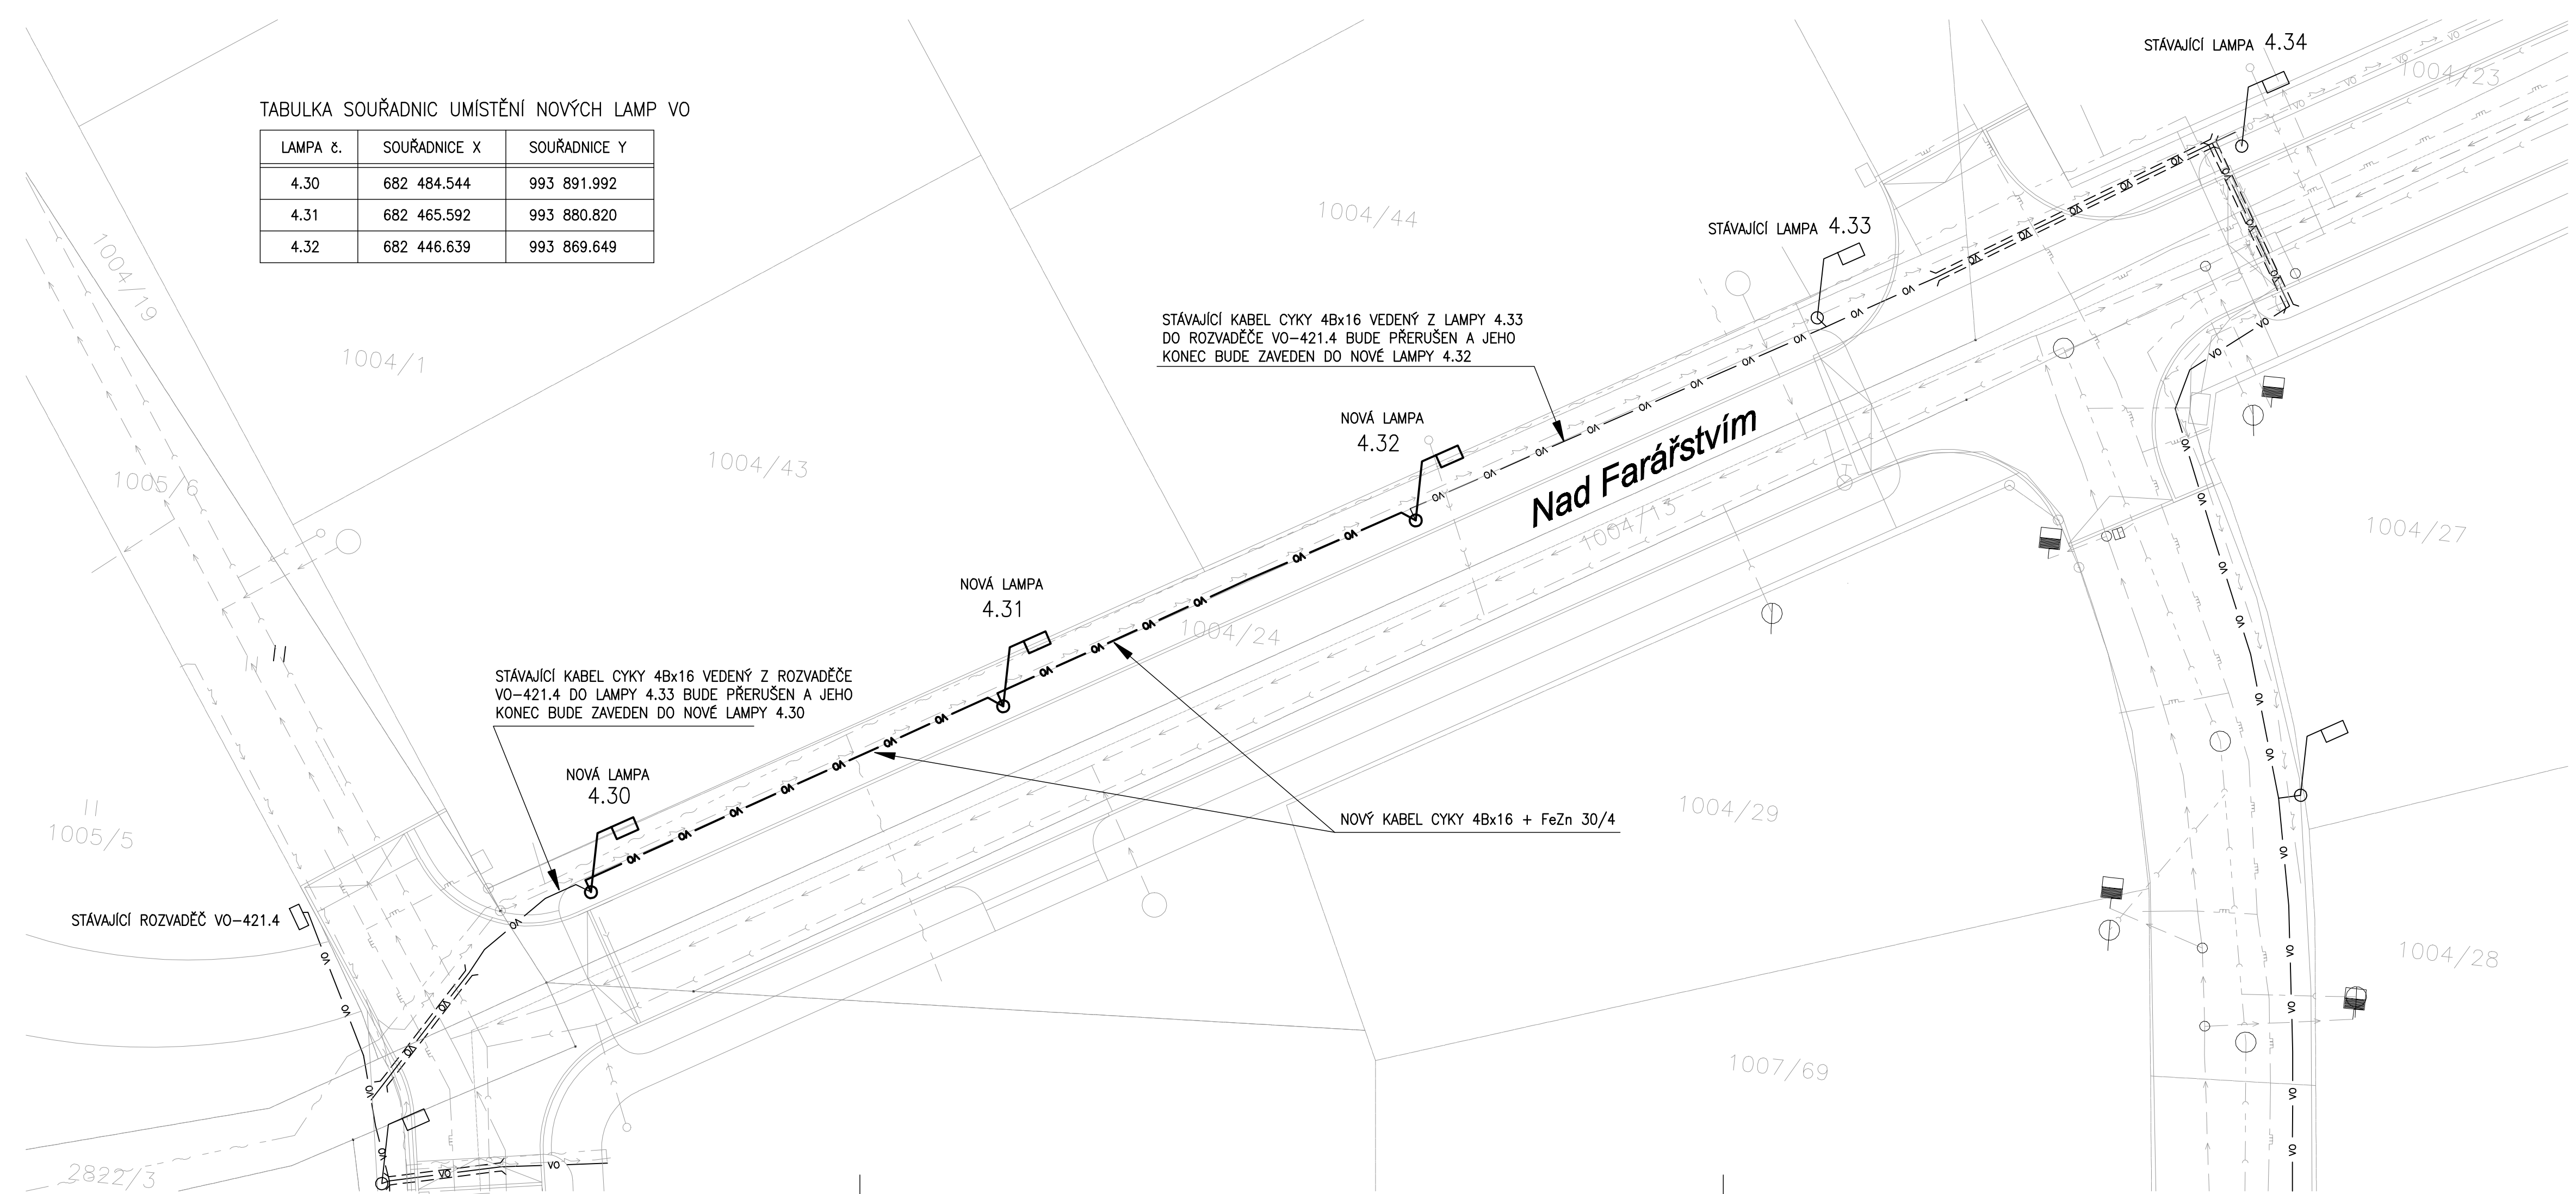 STÁVAJÍCÍ LAMPA 4.34
1004/23
TABULKA SOUŘADNIC UMÍSTĚNÍ NOVÝCH LAMP VO
LAMPA č. SOUŘADNICE X SOUŘADNICE Y
4.30 682 484.544 993 891.992
4.31 682 465.592 993 880.820
4.32 682 446.639 993 869.649
1004/44
STÁVAJÍCÍ LAMPA 4.33
1004/19
STÁVAJÍCÍ KABEL CYKY 4Bx16 VEDENÝ Z LAMPY 4.33
DO ROZVADĚČE VO-421.4 BUDE PŘERUŠEN A JEHO
KONEC BUDE ZAVEDEN DO NOVÉ LAMPY 4.32
1004/1
NOVÁ LAMPA
4.32
Nad Farářstvím
1004/43
1005/6
1004/13
1004/27
NOVÁ LAMPA
4.31
1004/24
STÁVAJÍCÍ KABEL CYKY 4Bx16 VEDENÝ Z ROZVADĚČE
VO-421.4 DO LAMPY 4.33 BUDE PŘERUŠEN A JEHO
KONEC BUDE ZAVEDEN DO NOVÉ LAMPY 4.30
NOVÁ LAMPA
4.30
NOVÝ KABEL CYKY 4Bx16 + FeZn 30/4
1004/29
1005/5
STÁVAJÍCÍ ROZVADĚČ VO-421.4
1004/28
1007/69
2822/3
VO